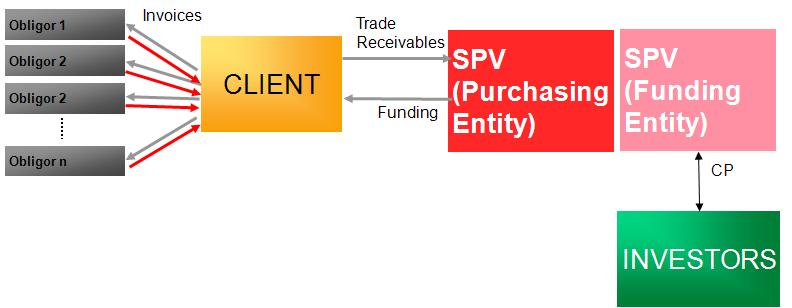 Obligor 1
Obligor 2
Obligor 2
Obligor n
Invoices
CLIENT
Trade
Receivables
Funding
SPV
(Purchasing
Entity)
SPV
(Funding
Entity)
CP
INVESTORS